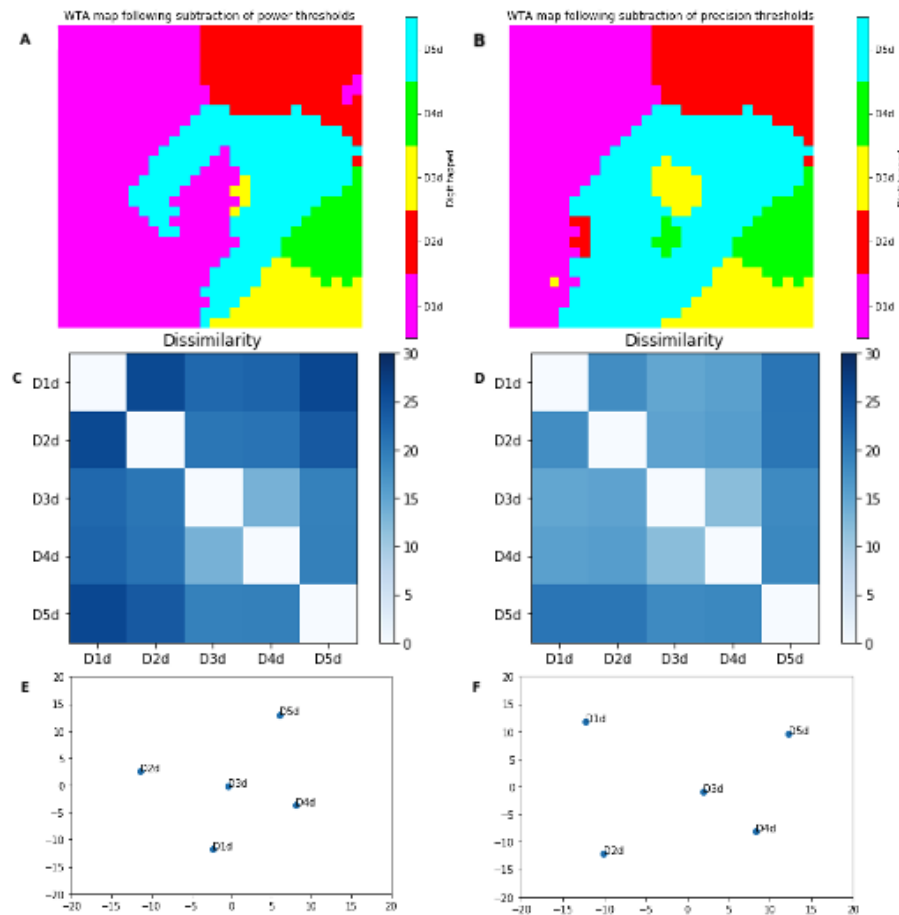 WTA map following subtraction of power thresholds
A
D5d
D4d
D3d
D2d
D1d
Digit tapped
WTA map following subtraction of precision thresholds
B
D5d
D4d
D3d
D2d
D1d
Digit tapped
Dissimilarity
C
D1d
D2d
D3d
D4d
D5d
D1d D2d D3d D4d D5d
30
25
20
15
10
5
0
D
D1d
D2d
D3d
D4d
D5d
D1d D2d D3d D4d D5d
30
25
20
15
10
5
0
E
20
15
10
5
0
−5
−10
−15
−20
−20 −15 −10 −5 0 5 10 15 20
D5d
D2d
D3d
D4d
D1d
F
20
15
10
5
0
−5
−10
−15
−20
−20 −15 −10 −5 0 5 10 15 20
D1d
D5d
D3d
D4d
D2d